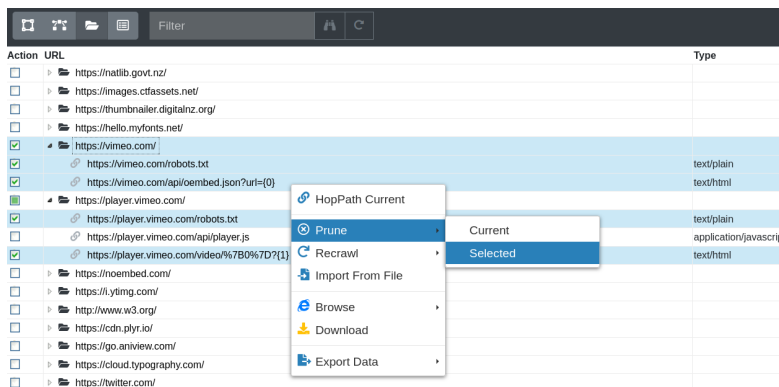 Filter
Action URL Type
https://natlib.govt.nz/
https://images.ctfassets.net/
https://thumbnailer.digitalnz.org/
https://hello.myfonts.net/
https://vimeo.com/
https://vimeo.com/robots.txt text/plain
https://vimeo.com/api/oembed.json?url={0} text/html
https://player.vimeo.com/
HopPath Current
https://player.vimeo.com/robots.txt text/plain
https://player.vimeo.com/api/player.js Prune Current application/javascrip
https://player.vimeo.com/video/%7B0%7D?{1} Recrawl Selected text/html
https://noembed.com/ Import From File
https://i.ytimg.com/
http://www.w3.org/ Browse
https://cdn.plyr.io/ Download
https://go.aniview.com/
https://cloud.typography.com/ Export Data
https://twitter.com/